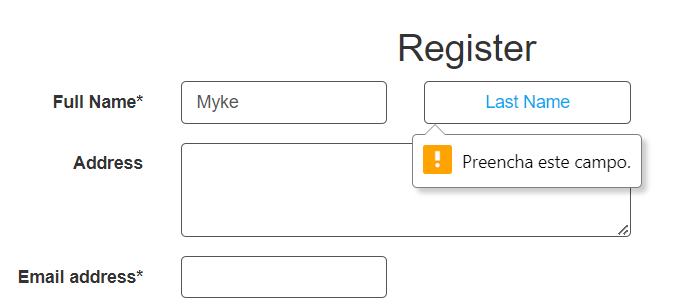 Register
Full Name* Myke Last Name
Preencha este campo.
Address
Email address*